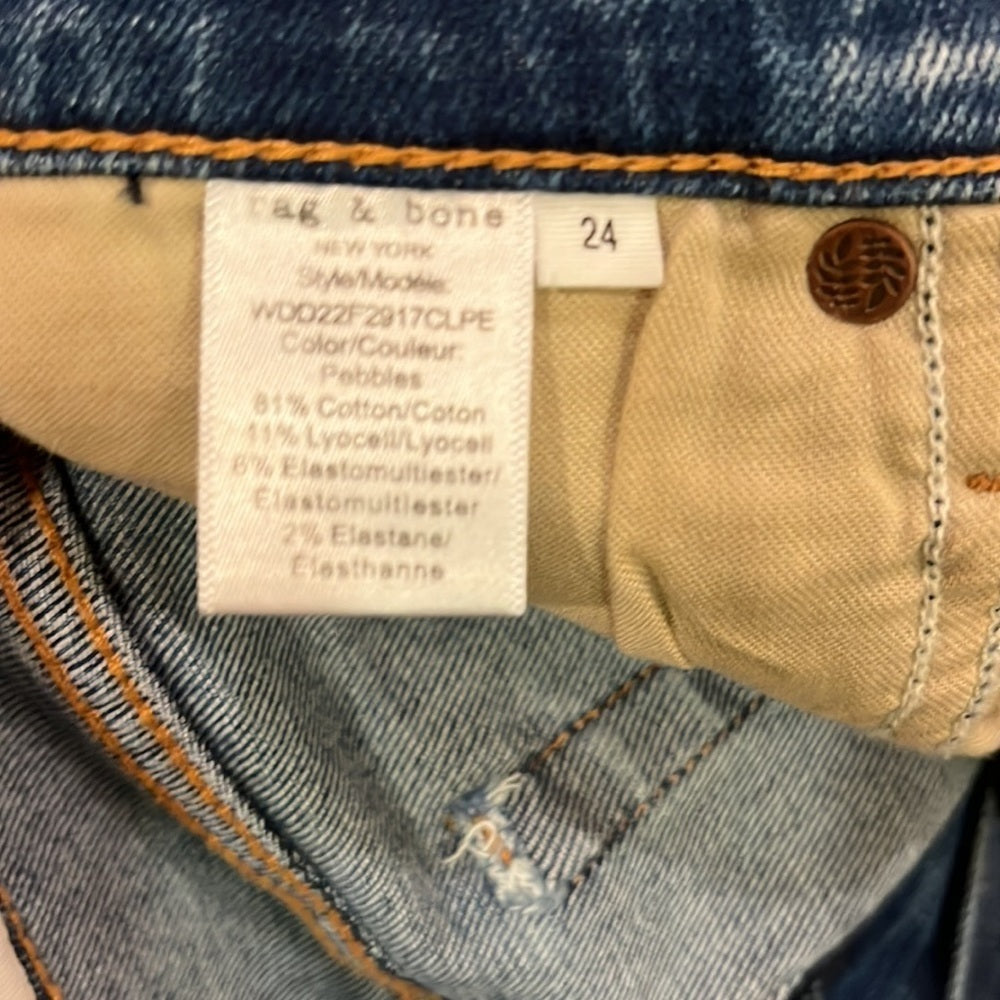 rag & bone
NEW YORK
Style/Modèle:
WDD22F2917CLPE
Color/Couleur:
Pebbles
81% Cotton/Coton
11% Lyocell/Lyocell
6% Elastomultiester/
Elastomultiester
2% Elastane/
Élasthanne
24